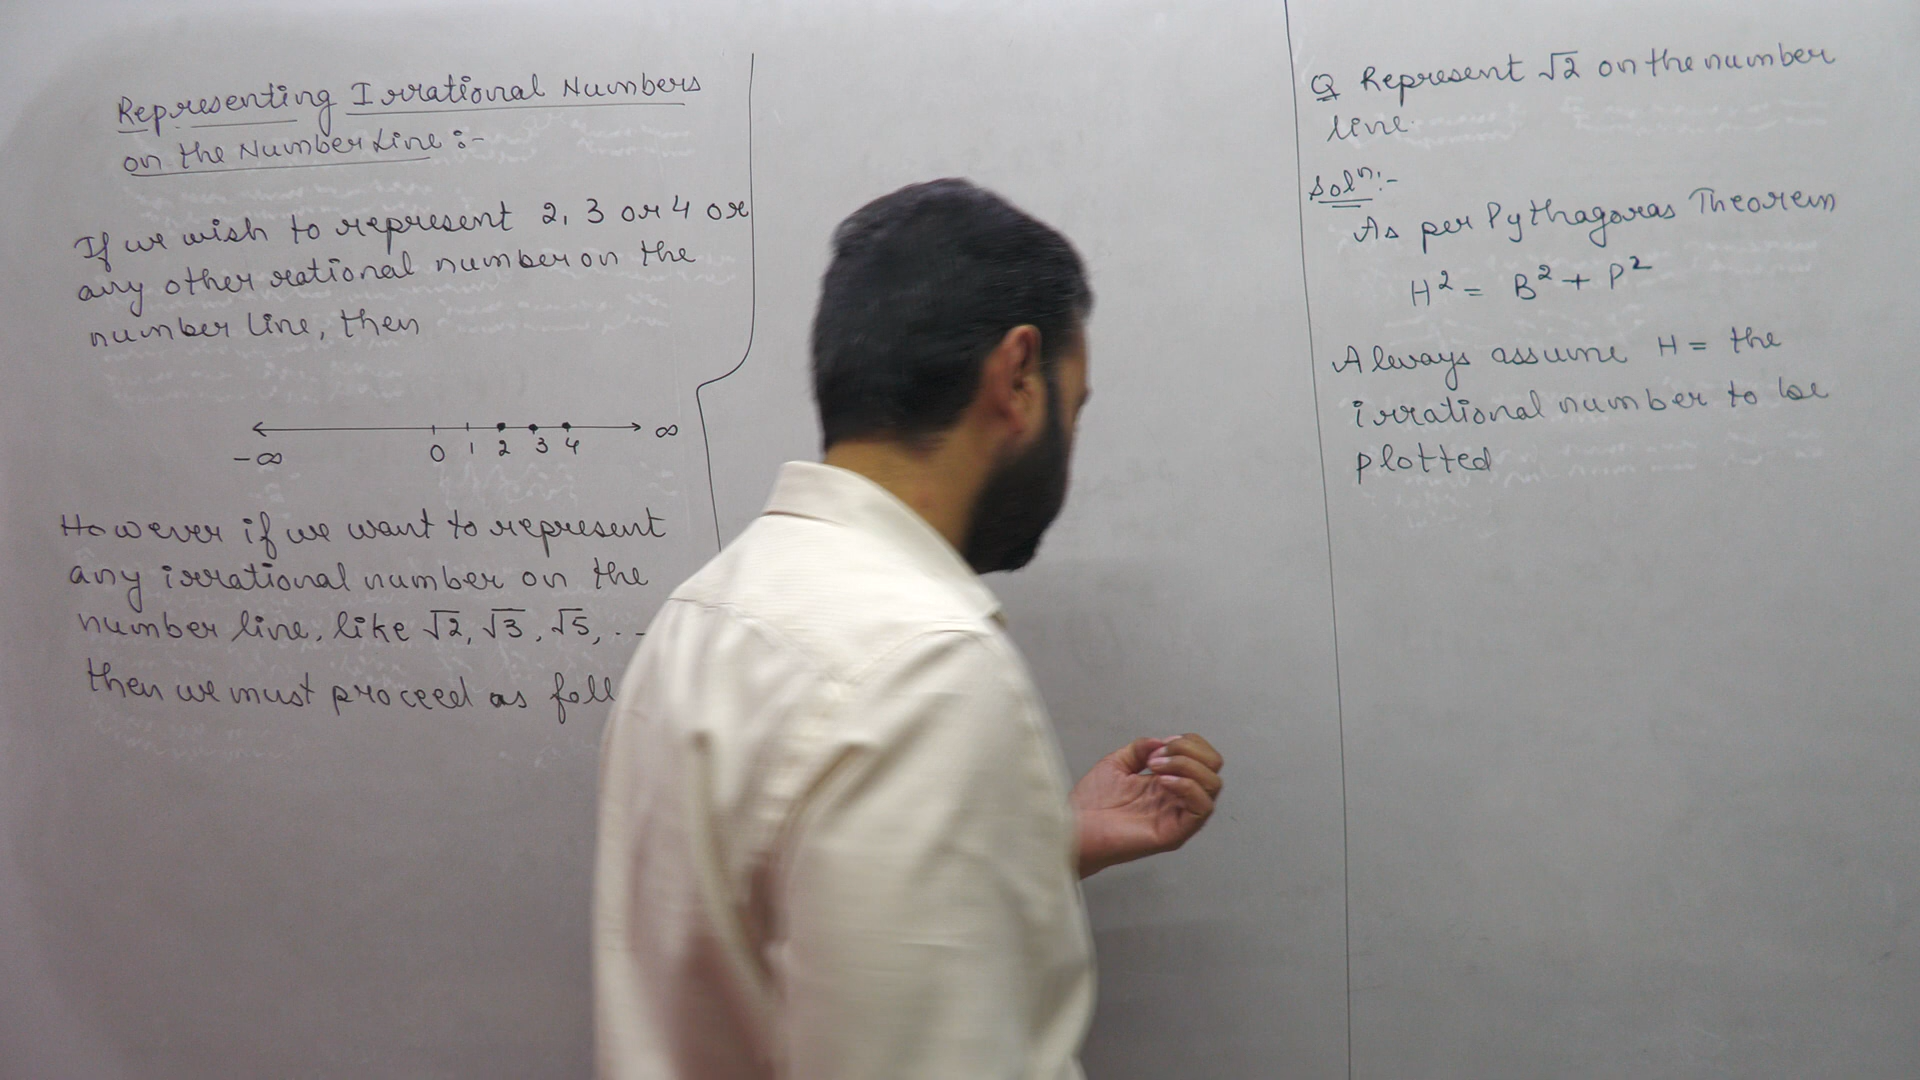 Representing Irrational Numbers
on the Number Line :-
If we wish to represent 2, 3 or 4 or
any other rational number on the
number line, then
-∞ 0 1 2 3 4 ∞
However if we want to represent
any irrational number on the
number line, like √2, √3, √5, ..
then we must proceed as foll
Q Represent √2 on the number
line.
Solⁿ:-
As per Pythagoras Theorem
H² = B² + P²
Always assume H = the
irrational number to be
plotted